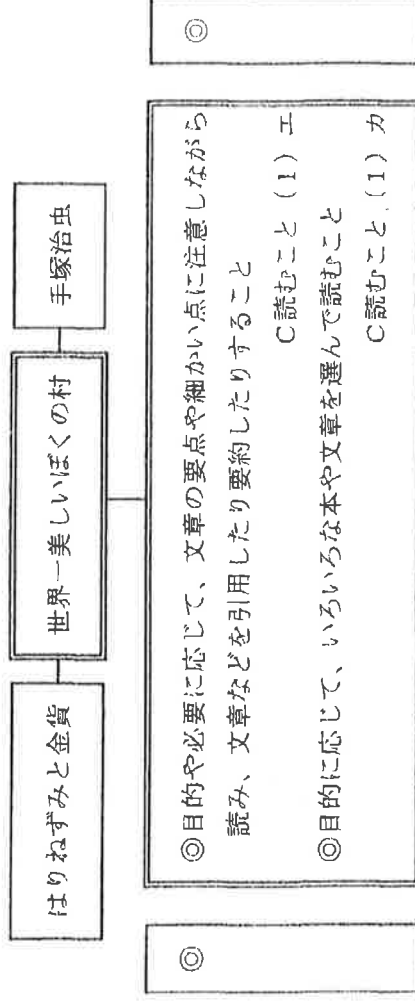 はりねずみと金貨
世界一美しいぼくの村
手塚治虫
◎
◎目的や必要に応じて、文章の要点や細かい点に注意しながら
読み、文章などを引用したり要約したりすること
C読むこと(1)エ
◎目的に応じて、いろいろな本や文章を選んで読むこと
C読むこと(1)カ
◎